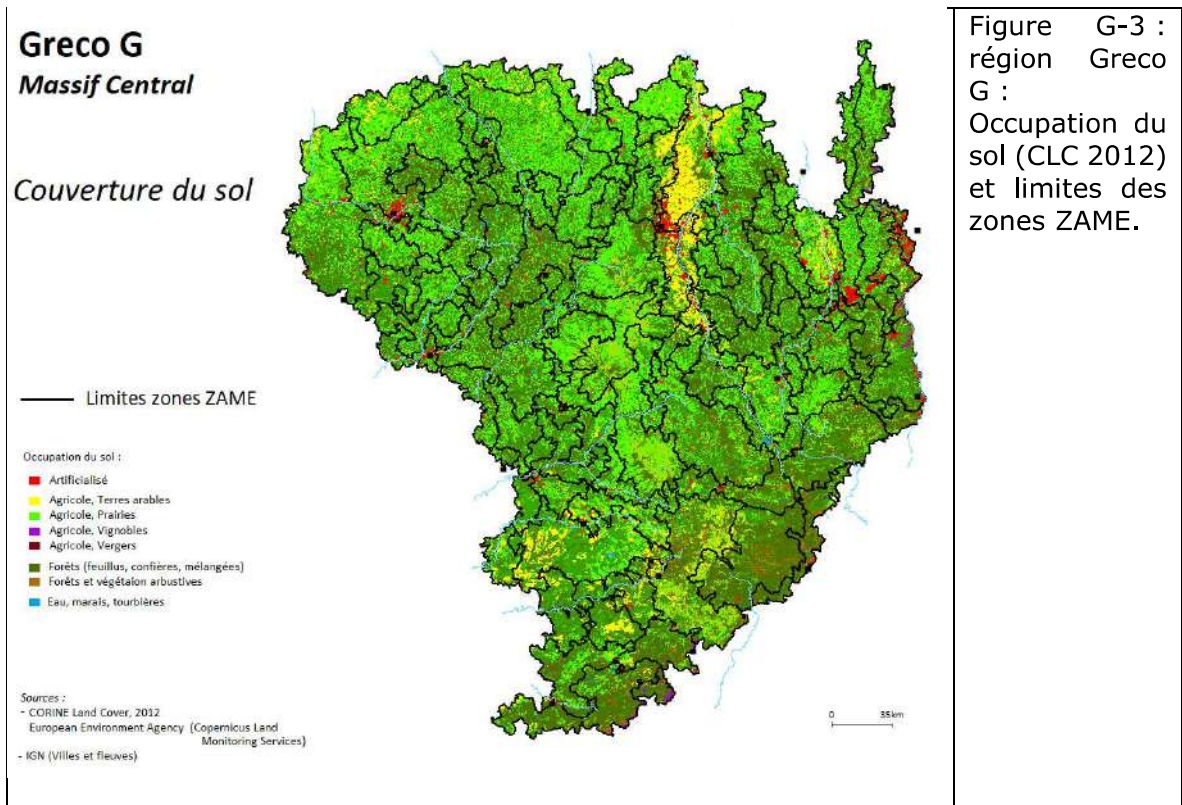 Greco G
Massif Central
Couverture du sol
Limites zones ZAME
Occupation du sol :
Artificialisé
Agricole, Terres arables
Agricole, Prairies
Agricole, Vignobles
Agricole, Vergers
Forêts (feuillus, confières, mélangées)
Forêts et végétaion arbustives
Eau, marais, tourbières
Sources :
- CORINE Land Cover, 2012
European Environment Agency (Copernicus Land
Monitoring Services)
- IGN (Villes et fleuves)
0 35km
Figure G-3 :
région Greco
G :
Occupation du
sol (CLC 2012)
et limites des
zones ZAME.